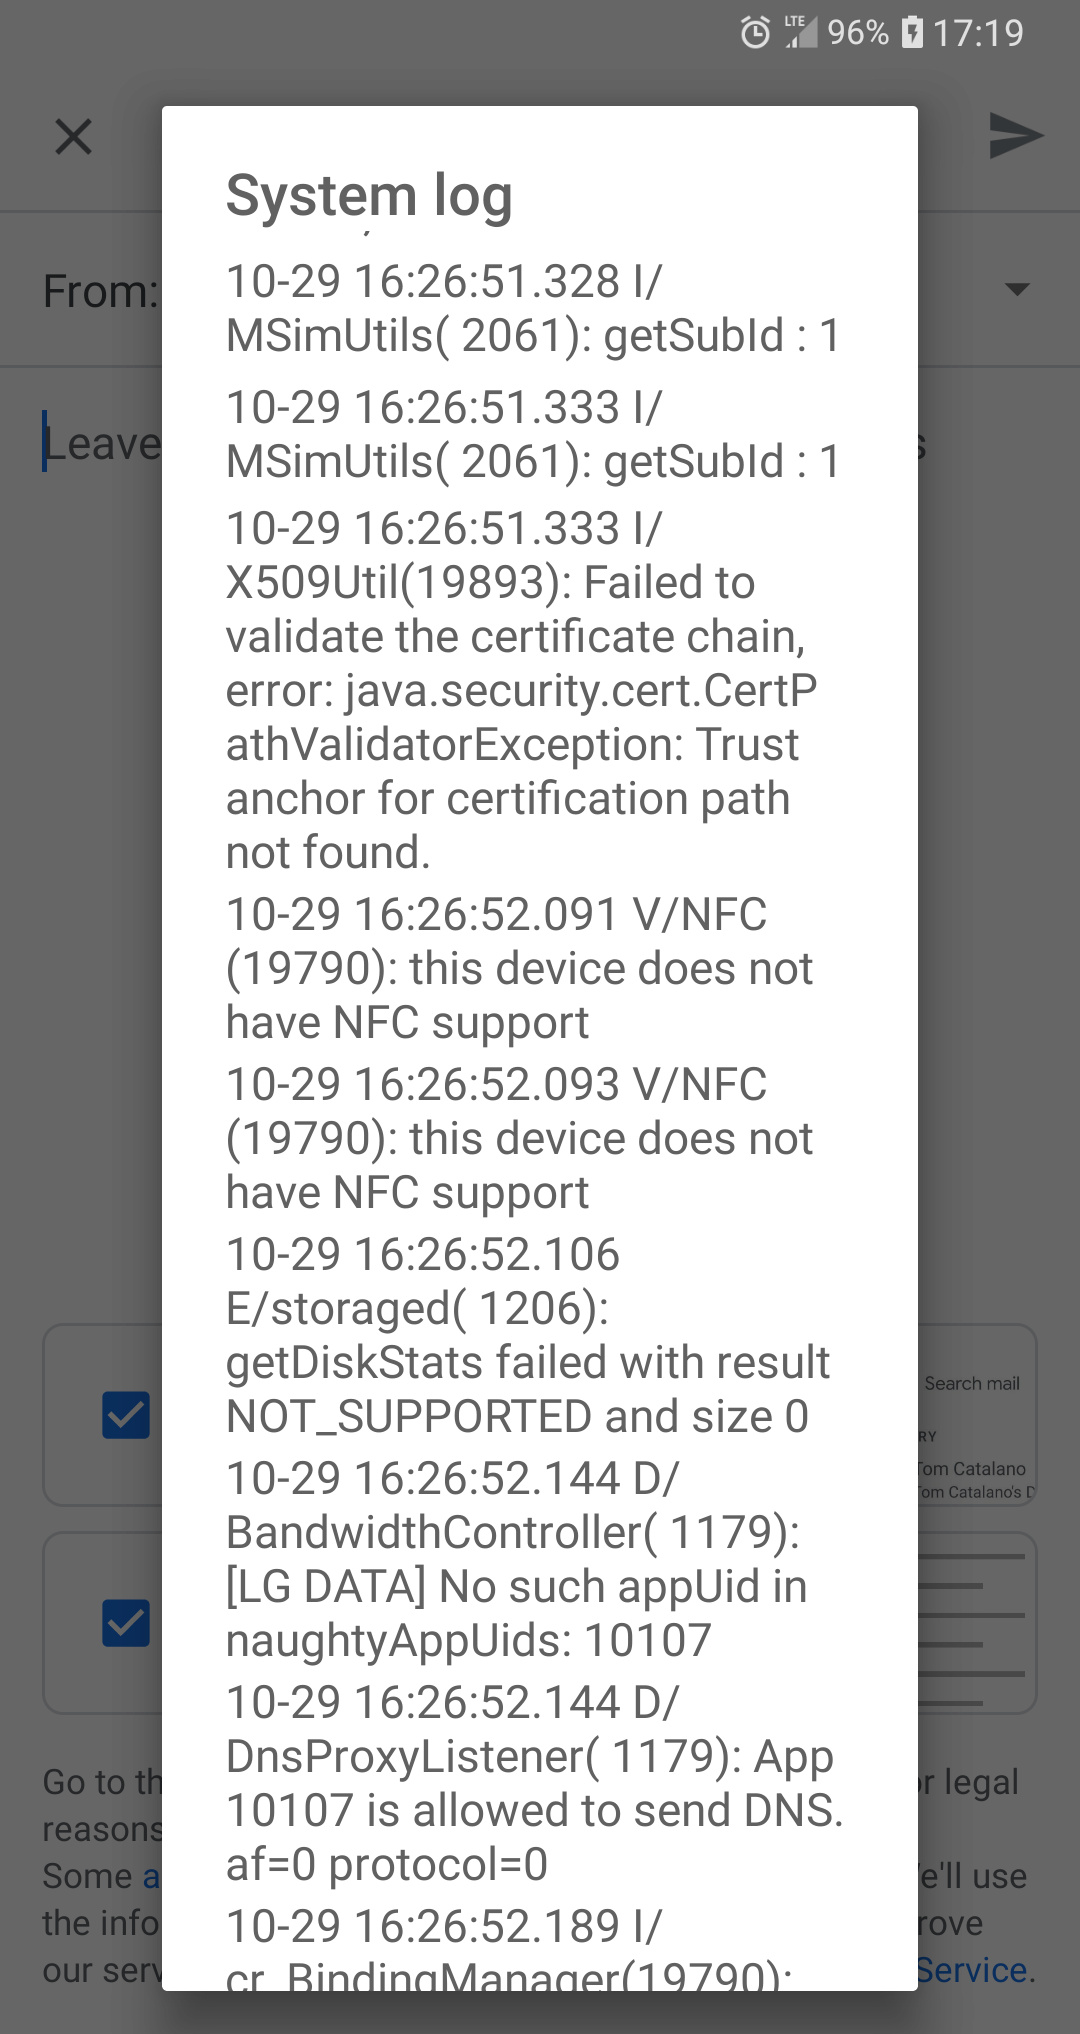 LTE 96% 17:19
System log
From:
10-29 16:26:51.328 I/
MSimUtils( 2061): getSubId : 1
10-29 16:26:51.333 I/
Leave
MSimUtils( 2061): getSubId : 1
10-29 16:26:51.333 I/
X509Util(19893): Failed to
validate the certificate chain,
error: java.security.cert.CertP
athValidatorException: Trust
anchor for certification path
not found.
10-29 16:26:52.091 V/NFC
(19790): this device does not
have NFC support
10-29 16:26:52.093 V/NFC
(19790): this device does not
have NFC support
10-29 16:26:52.106
E/storaged( 1206):
getDiskStats failed with result
NOT_SUPPORTED and size 0
10-29 16:26:52.144 D/
BandwidthController( 1179):
[LG DATA] No such appUid in
naughtyAppUids: 10107
10-29 16:26:52.144 D/
DnsProxyListener( 1179): App
10107 is allowed to send DNS.
af=0 protocol=0
10-29 16:26:52.189 I/
cr_BindingManager(19790):
Search mail
RY
Tom Catalano
Tom Catalano's D
Go to th
or legal
reasons
Some a
e'll use
the info
rove
our serv
Service.